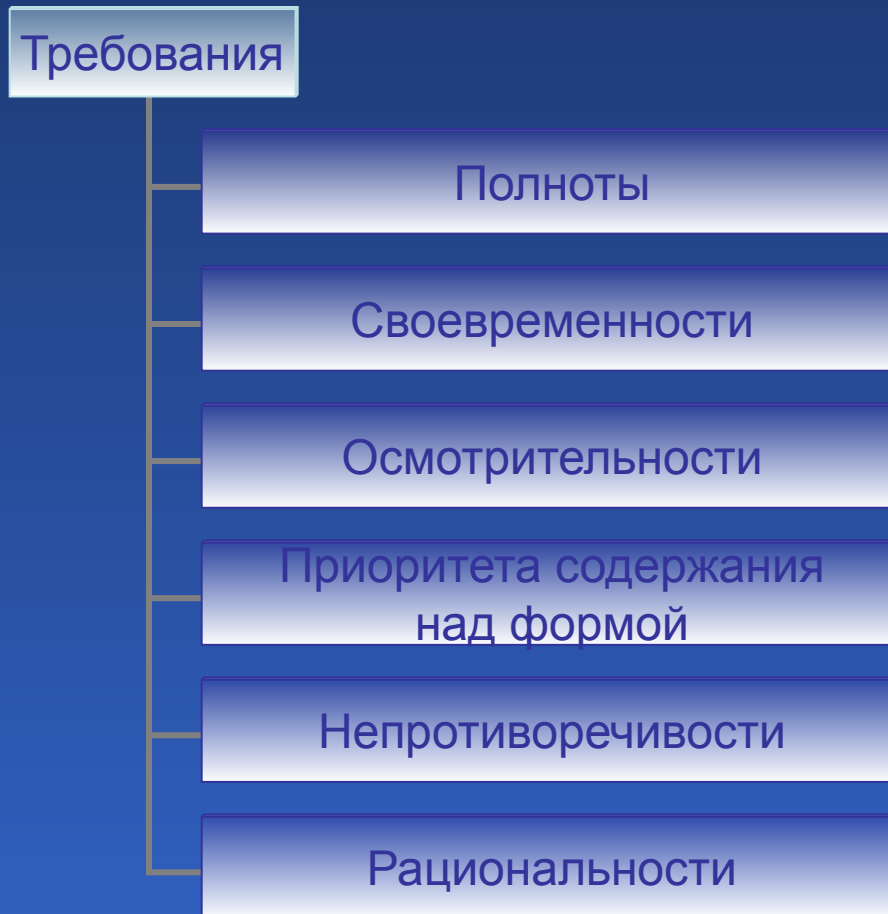 Требования
Полноты
Своевременности
Осмотрительности
Приоритета содержания
над формой
Непротиворечивости
Рациональности